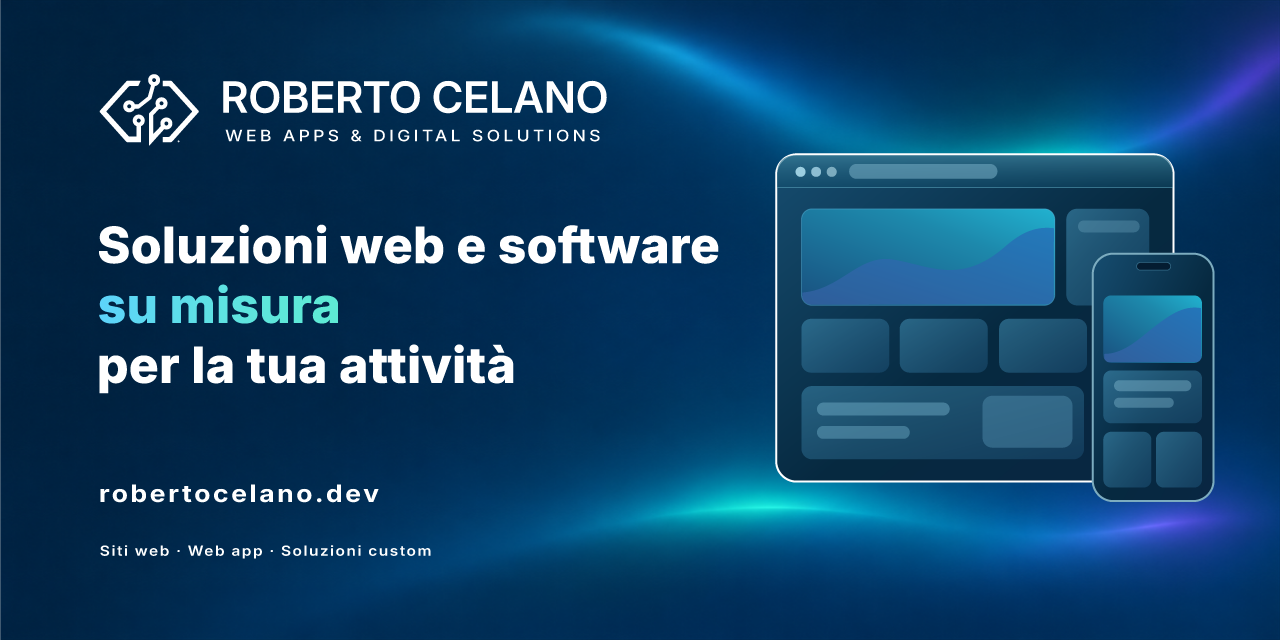 ROBERTO CELANO
WEB APPS & DIGITAL SOLUTIONS
Soluzioni web e software
su misura
per la tua attività
robertocelano.dev
Siti web · Web app · Soluzioni custom